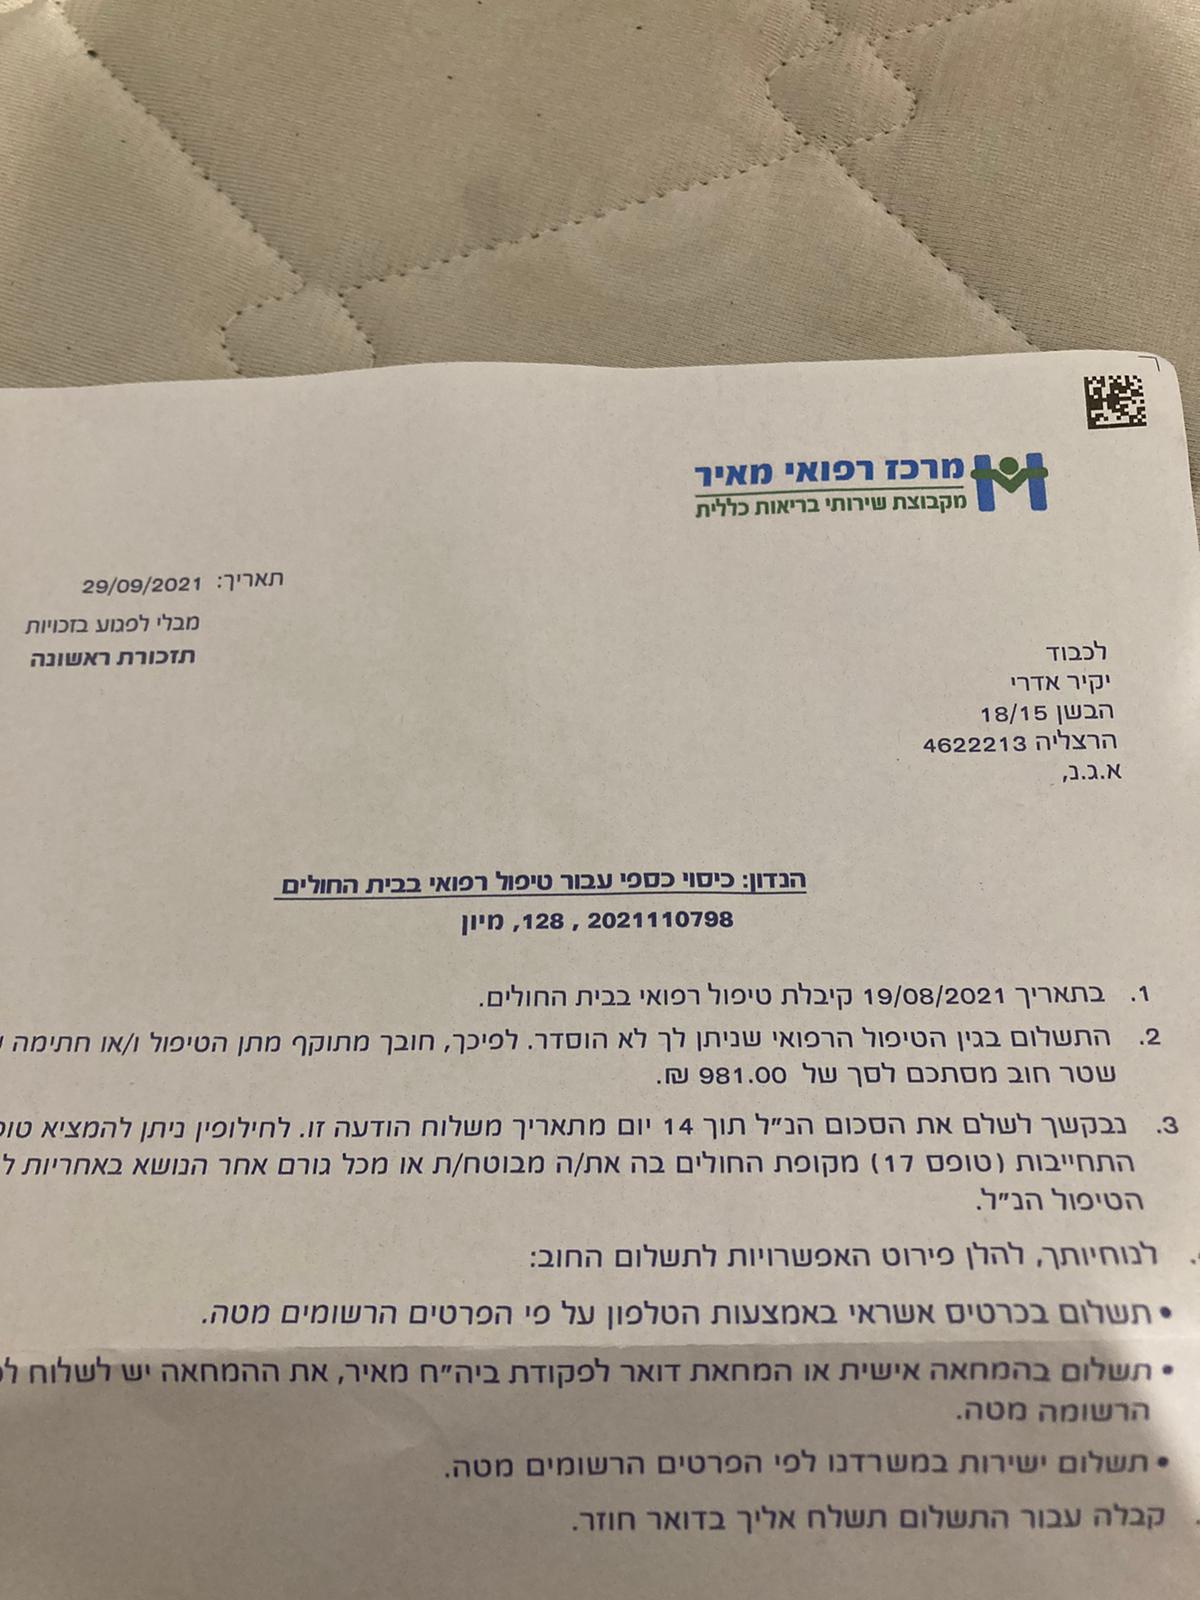 מרכז רפואי מאיר
מקבוצת שירותי בריאות כללית
תאריך: 29/09/2021
מבלי לפגוע בזכויות
תזכורת ראשונה
לכבוד
יקיר אדרי
הבשן 18/15
הרצליה 4622213
א.ג.נ,
הנדון: כיסוי כספי עבור טיפול רפואי בבית החולים
2021110798 , 128, מיון
1. בתאריך 19/08/2021 קיבלת טיפול רפואי בבית החולים.
2. התשלום בגין הטיפול הרפואי שניתן לך לא הוסדר. לפיכך, חובך מתוקף מתן הטיפול ו/או חתימה
שטר חוב מסתכם לסך של 981.00 ₪.
3. נבקשך לשלם את הסכום הנ"ל תוך 14 יום מתאריך משלוח הודעה זו. לחילופין ניתן להמציא
התחייבות (טופס 17) מקופת החולים בה את/ה מבוטח/ת או מכל גורם אחר הנושא באחריות
הטיפול הנ"ל.
לנוחיותך, להלן פירוט האפשרויות לתשלום החוב:
• תשלום בכרטיס אשראי באמצעות הטלפון על פי הפרטים הרשומים מטה.
• תשלום בהמחאה אישית או המחאת דואר לפקודת ביה"ח מאיר, את ההמחאה יש לשלוח
הרשומה מטה.
• תשלום ישירות במשרדנו לפי הפרטים הרשומים מטה.
קבלה עבור התשלום תשלח אליך בדואר חוזר.